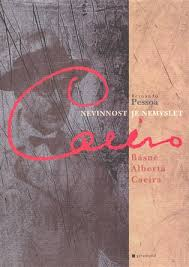 Fernando
Pessoa
NEVINNOST JE NEMYSLET
Caeiro
Básně
Alberta
Caeira